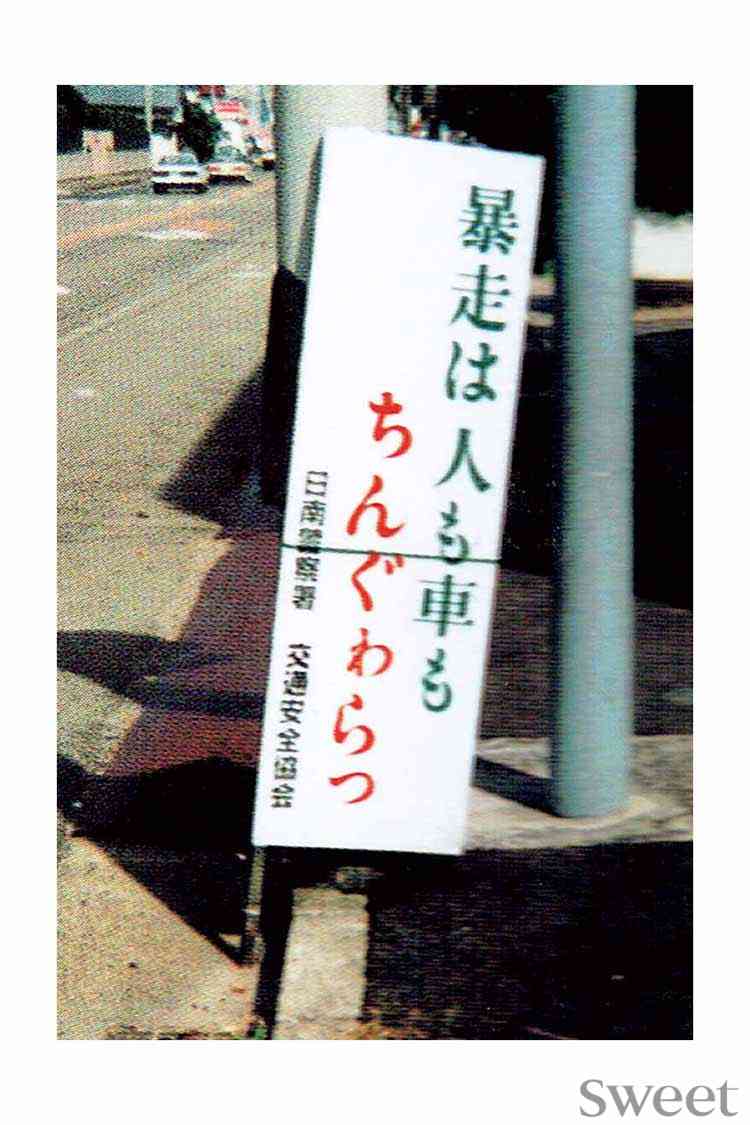 暴走は人も車も
ちんぐわらっ
日南警察署 交通安全協会
Sweet